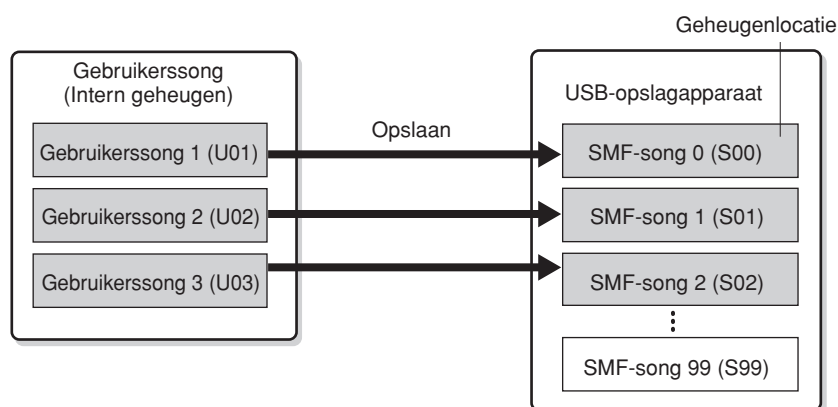 Geheugenlocatie
Gebruikerssong
(Intern geheugen)
USB-opslagapparaat
Opslaan
Gebruikerssong 1 (U01)
SMF-song 0 (S00)
Gebruikerssong 2 (U02)
SMF-song 1 (S01)
Gebruikerssong 3 (U03)
SMF-song 2 (S02)
SMF-song 99 (S99)